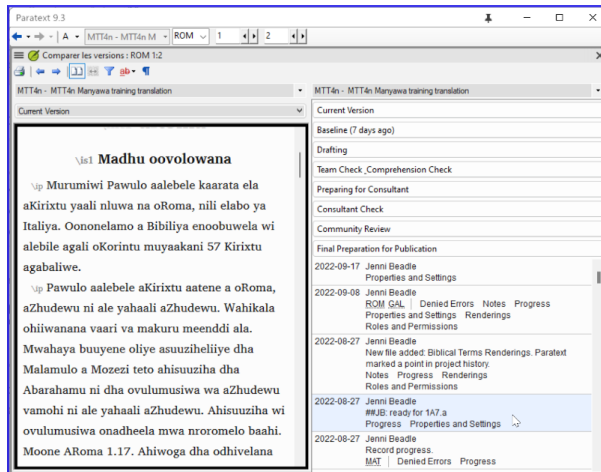 Paratext 9.3
A
MTT4n - MTT4n M
ROM
1
2
Comparer les versions : ROM 1:2
MTT4n - MTT4n Manyawa training translation
Current Version
\is1 Madhu oovolowana
\ip Murumiwi Pawulo aalebele kaarata ela
aKirixtu yaali nluwa na oRoma, nili elabo ya
Italiya. Oononelamo a Bibiliya enoobuwela wi
alebile agali oKorintu muyaakani 57 Kirixtu
agabaliwe.
\ip Pawulo aalebele aKirixtu aatene a oRoma,
aZhudewu ni ale yahaali aZhudewu. Wahikala
ohiiwanana vaari va makuru meenddi ala.
Mwahaya buuyene oliye asuuziheliiye dha
Malamulo a Mozezi teto ahisuuziha dha
Abarahamu ni dha ovulumusiwa wa aZhudewu
vamohi ni ale yahaali aZhudewu. Ahisuuziha wi
ovulumusiwa onadheela mwa nroromelo baahi.
Moone ARoma 1.17. Ahiwoga dha odhivelana
MTT4n - MTT4n Manyawa training translation
Current Version
Baseline (7 days ago)
Drafting
Team Check ,Comprehension Check
Preparing for Consultant
Consultant Check
Community Review
Final Preparation for Publication
2022-09-17 Jenni Beadle
Properties and Settings
2022-09-08 Jenni Beadle
ROM GAL | Denied Errors Notes Progress
Properties and Settings Renderings
Roles and Permissions
2022-08-27 Jenni Beadle
New file added: Biblical Terms Renderings. Paratext
marked a point in project history.
Notes Progress Renderings
Roles and Permissions
2022-08-27 Jenni Beadle
##JB: ready for 1A7.a
Progress Properties and Settings
2022-08-27 Jenni Beadle
Record progress.
MAT | Denied Errors Progress